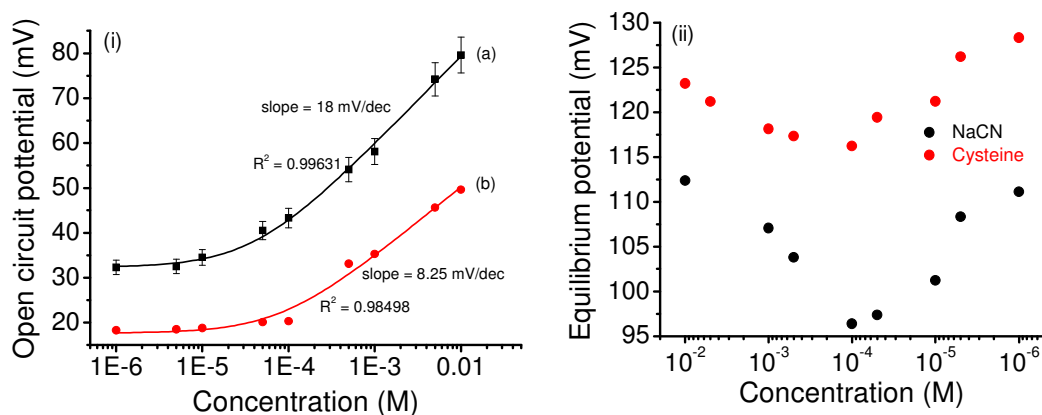 (i)
Open circuit pottential (mV)
80
70
60
50
40
30
20
(a)
slope = 18 mV/dec
R² = 0.99631
(b)
slope = 8.25 mV/dec
R² = 0.98498
1E-6 1E-5 1E-4 1E-3 0.01
Concentration (M)
(ii)
Equilibrium potential (mV)
130
125
120
115
110
105
100
95
NaCN
Cysteine
10⁻² 10⁻³ 10⁻⁴ 10⁻⁵ 10⁻⁶
Concentration (M)